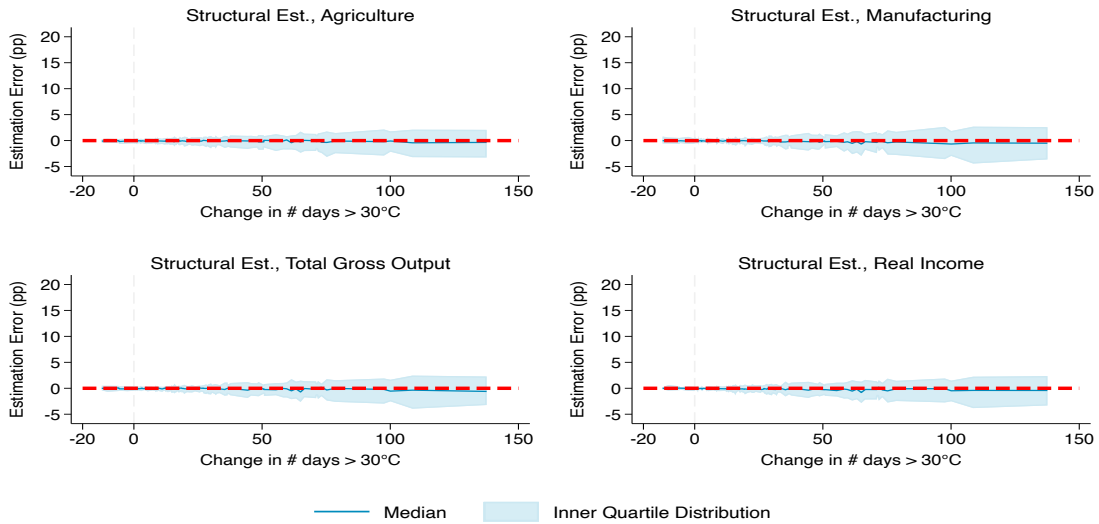 Structural Est., Agriculture
Structural Est., Manufacturing
Estimation Error (pp)
20
15
10
5
0
-5
-20 0 50 100 150
Change in # days > 30°C
Estimation Error (pp)
20
15
10
5
0
-5
-20 0 50 100 150
Change in # days > 30°C
Structural Est., Total Gross Output
Structural Est., Real Income
Estimation Error (pp)
20
15
10
5
0
-5
-20 0 50 100 150
Change in # days > 30°C
Estimation Error (pp)
20
15
10
5
0
-5
-20 0 50 100 150
Change in # days > 30°C
Median
Inner Quartile Distribution